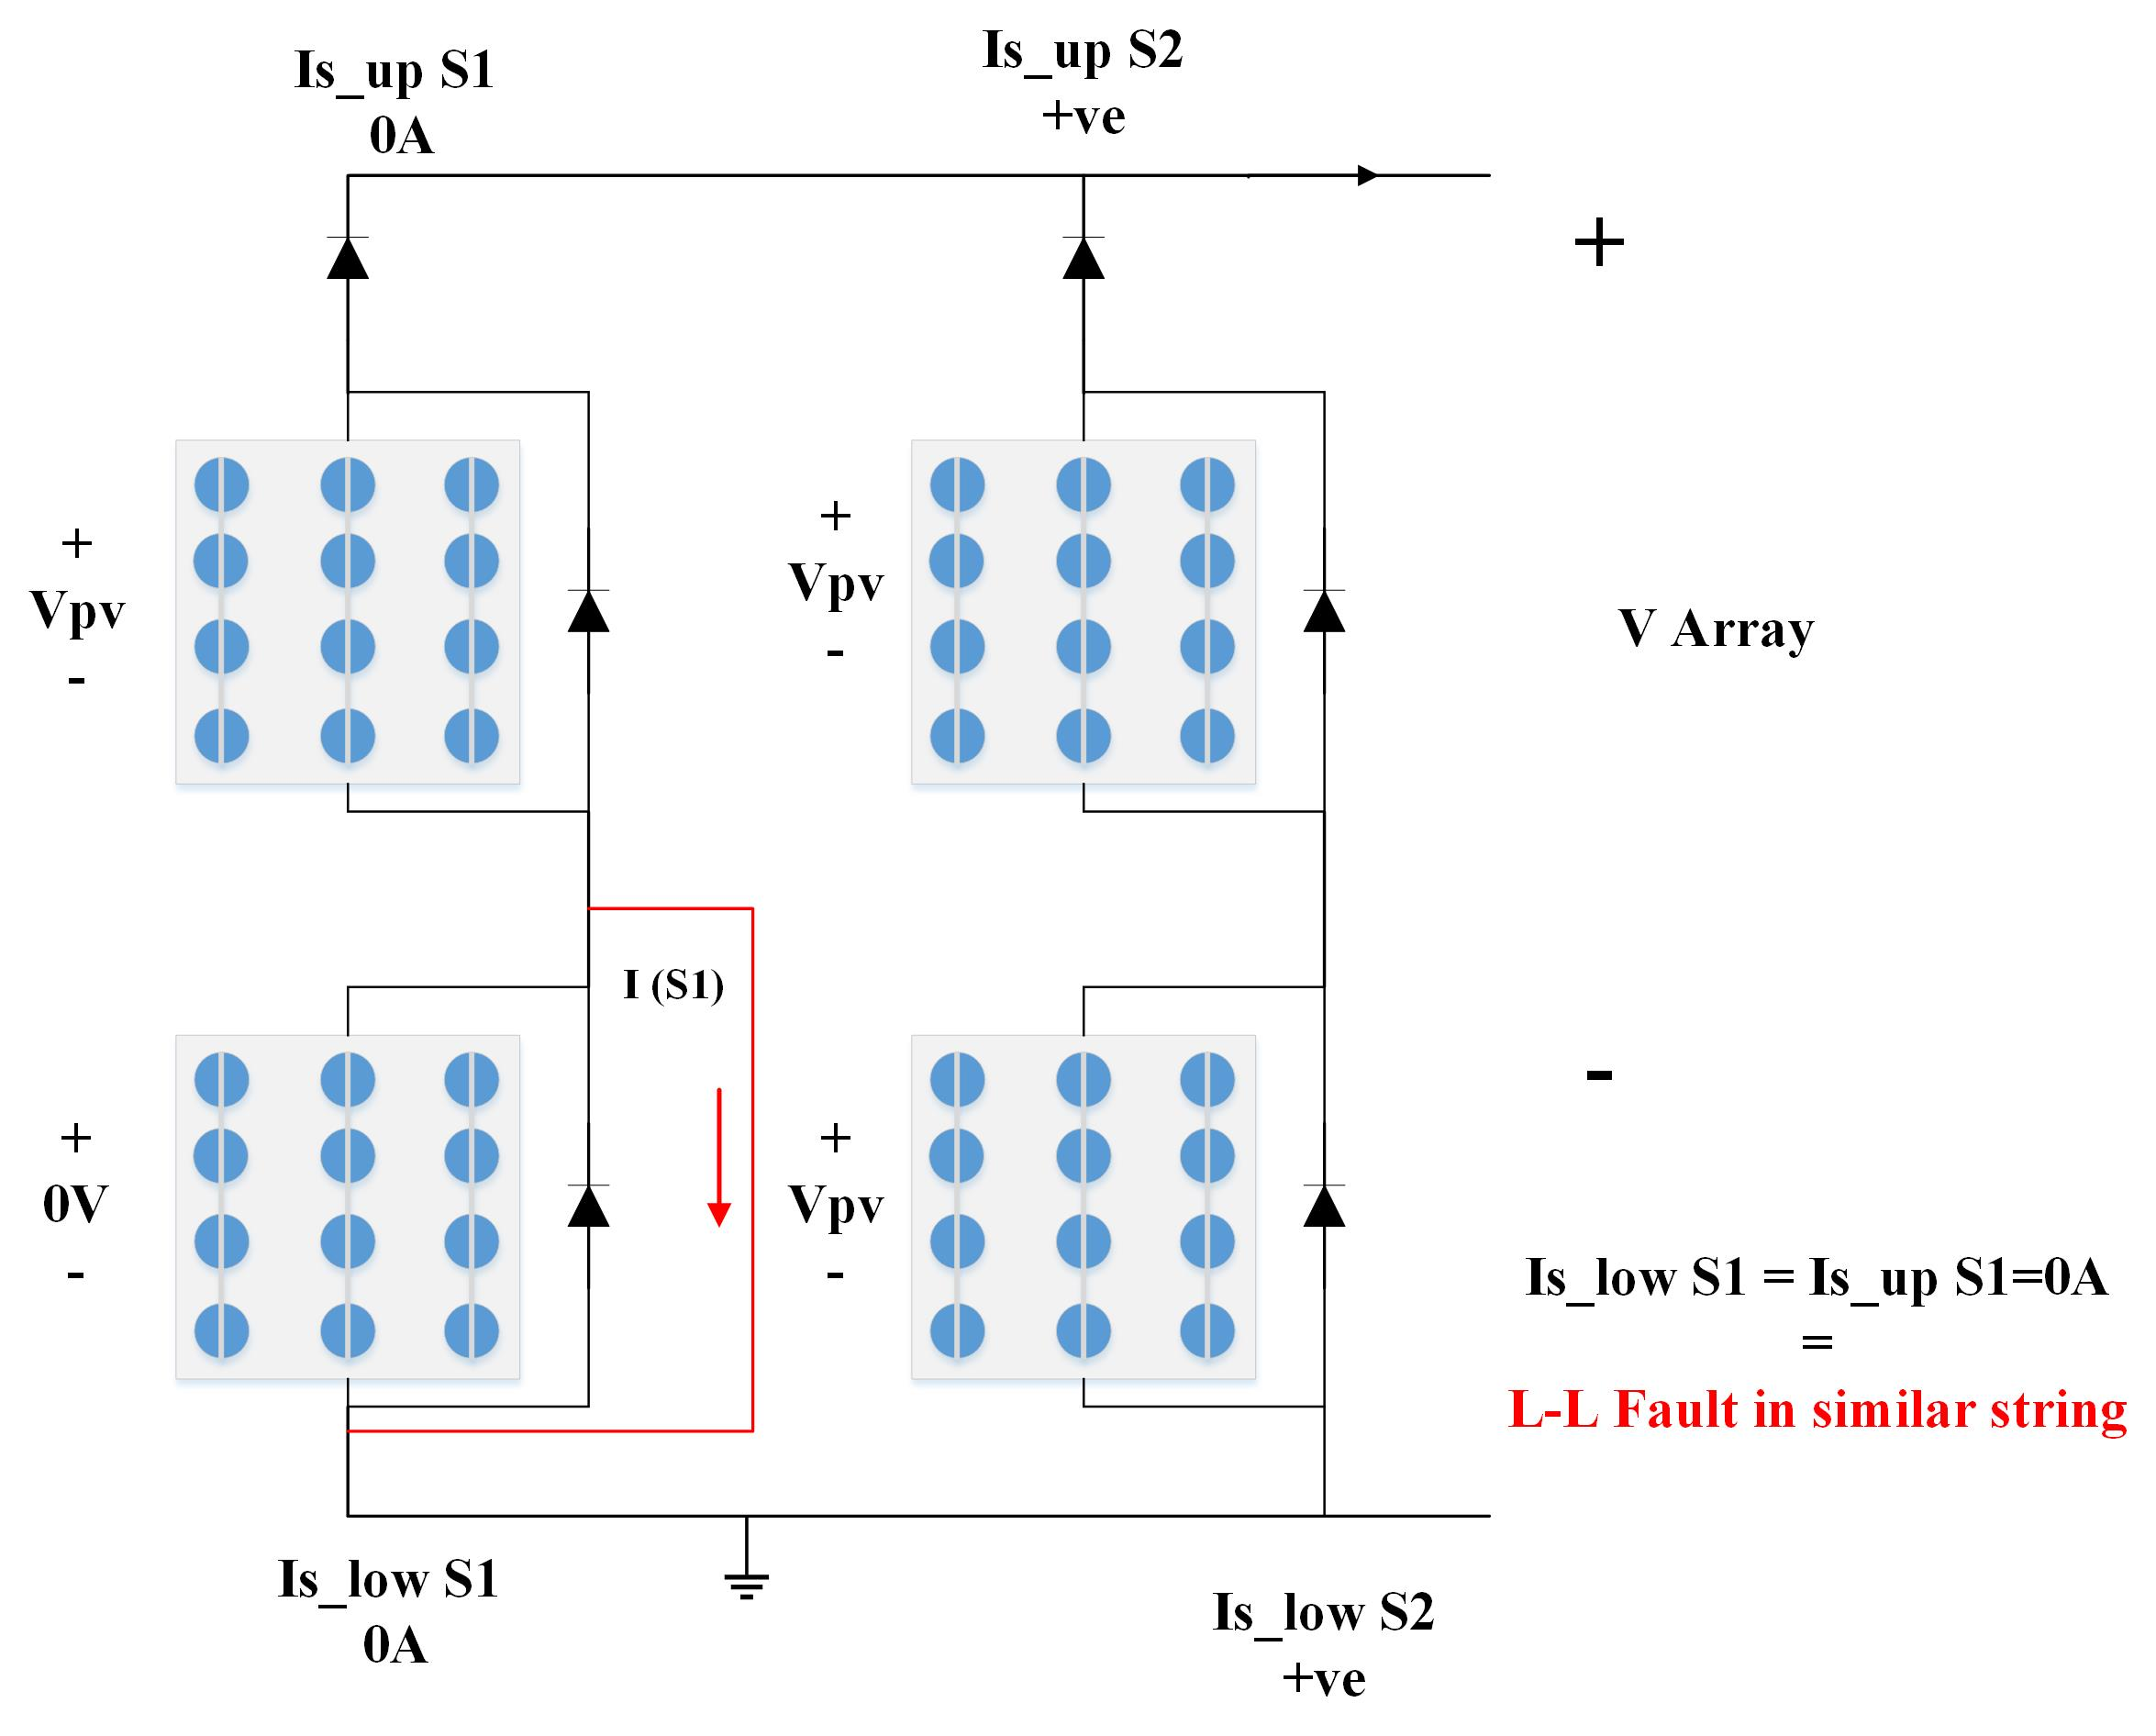 Is_up S1
0A
Is_up S2
+ve
+
+
Vpv
-
+
Vpv
-
V Array
I (S1)
+
0V
-
+
Vpv
-
-
Is_low S1 = Is_up S1=0A
=
L-L Fault in similar string
Is_low S1
0A
Is_low S2
+ve